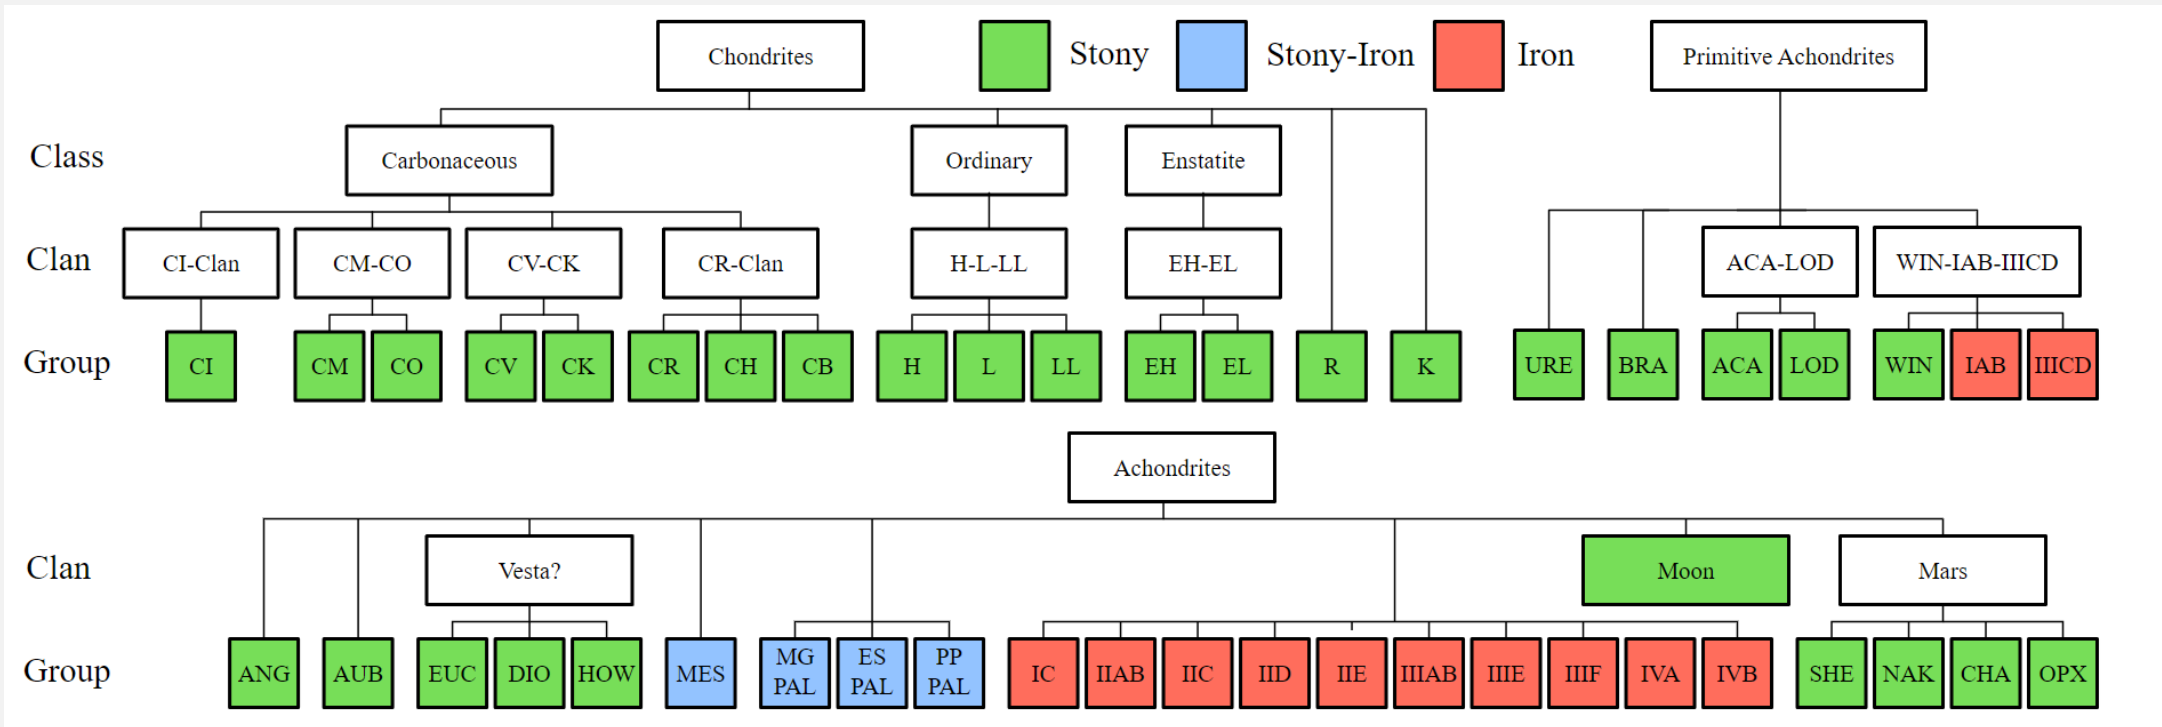 Chondrites
Stony
Stony-Iron
Iron
Primitive Achondrites
Class
Carbonaceous
Ordinary
Enstatite
Clan
CI-Clan
CM-CO
CV-CK
CR-Clan
H-L-LL
EH-EL
ACA-LOD
WIN-IAB-IIICD
Group
CI
CM
CO
CV
CK
CR
CH
CB
H
L
LL
EH
EL
R
K
URE
BRA
ACA
LOD
WIN
IAB
IIICD
Achondrites
Clan
Vesta?
Moon
Mars
Group
ANG
AUB
EUC
DIO
HOW
MES
MG
PAL
ES
PAL
PP
PAL
IC
IIAB
IIC
IID
IIE
IIIAB
IIIE
IIIF
IVA
IVB
SHE
NAK
CHA
OPX